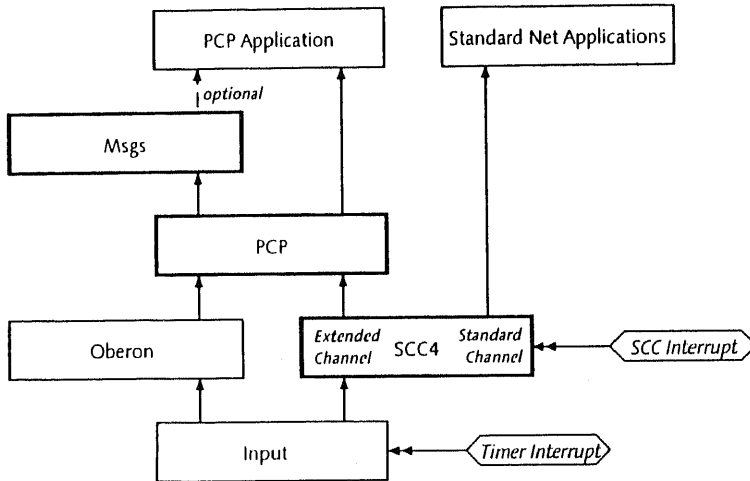 PCP Application
Standard Net Applications
optional
Msgs
PCP
Oberon
Extended
Channel
SCC4
Standard
Channel
SCC Interrupt
Input
Timer Interrupt